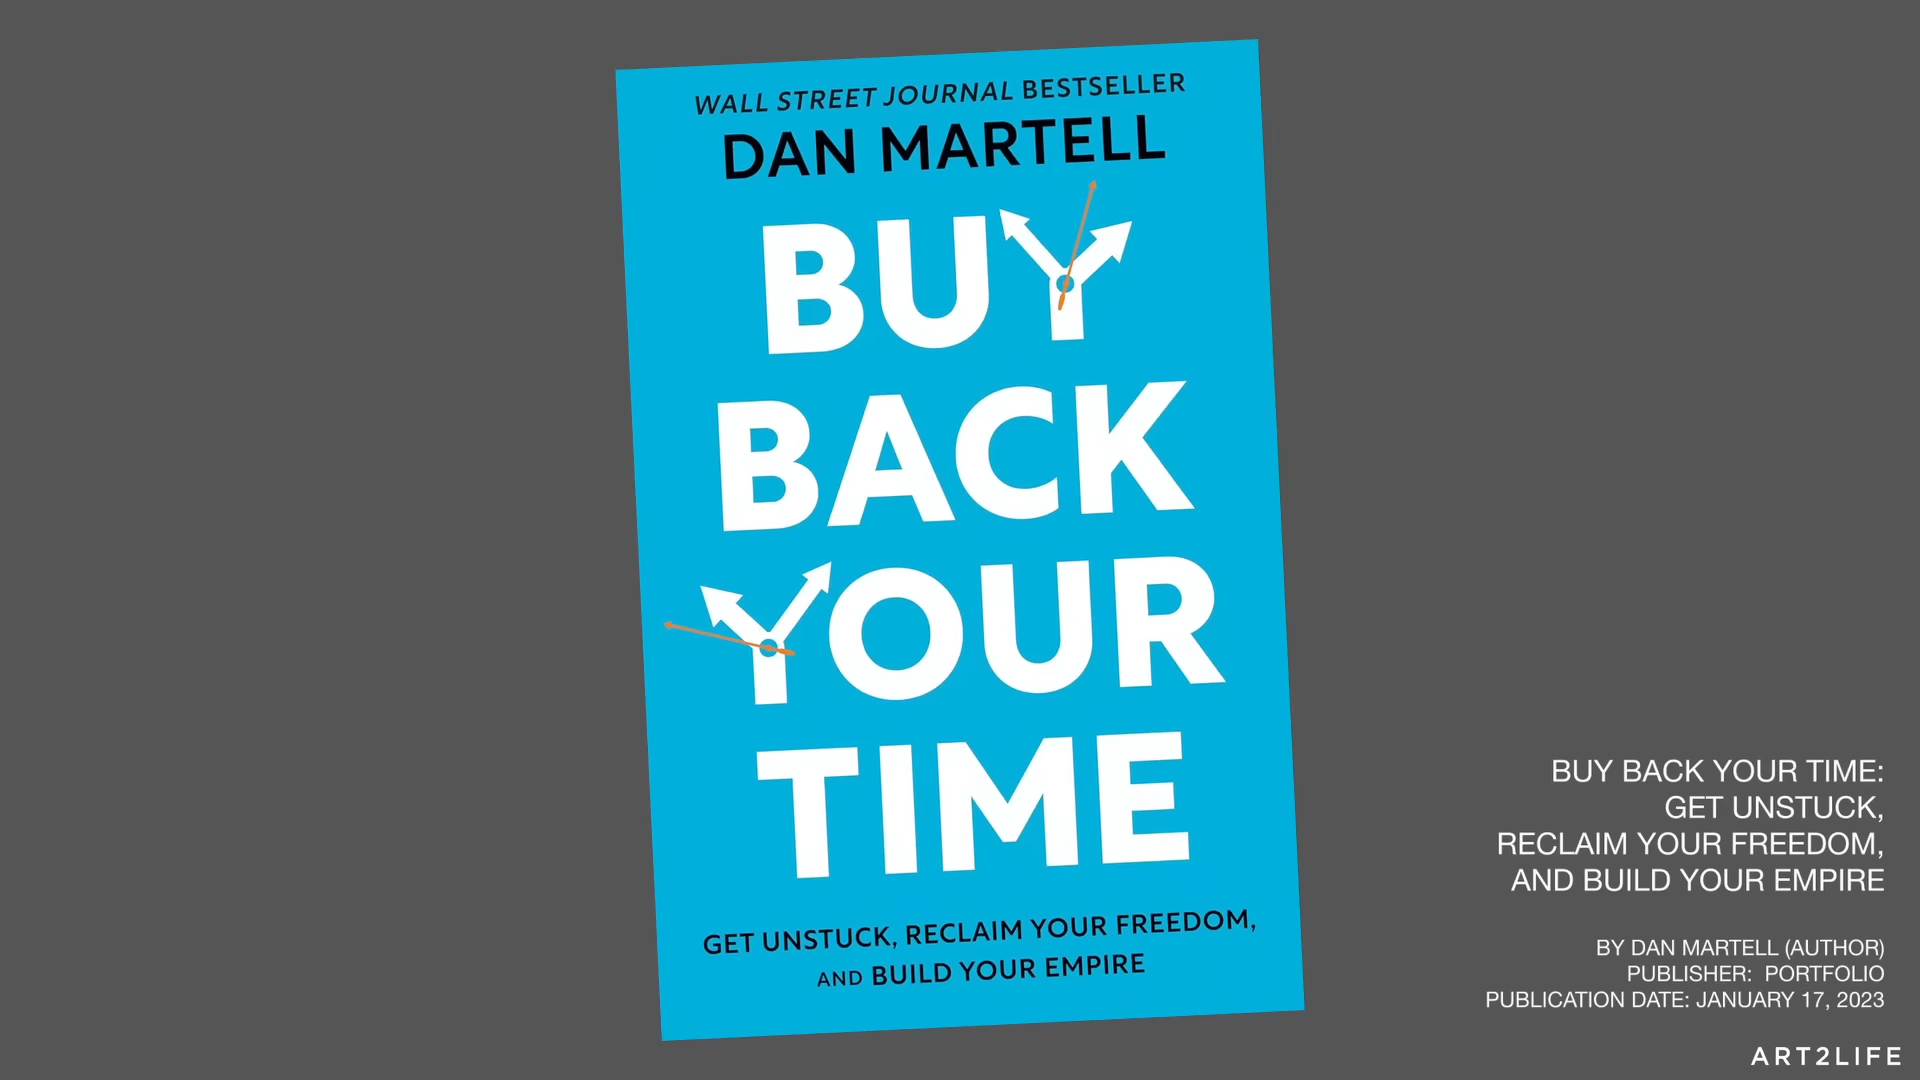 WALL STREET JOURNAL BESTSELLER
DAN MARTELL
BUY
BACK
YOUR
TIME
GET UNSTUCK, RECLAIM YOUR FREEDOM,
AND BUILD YOUR EMPIRE
BUY BACK YOUR TIME:
GET UNSTUCK,
RECLAIM YOUR FREEDOM,
AND BUILD YOUR EMPIRE
BY DAN MARTELL (AUTHOR)
PUBLISHER: PORTFOLIO
PUBLICATION DATE: JANUARY 17, 2023
ART2LIFE